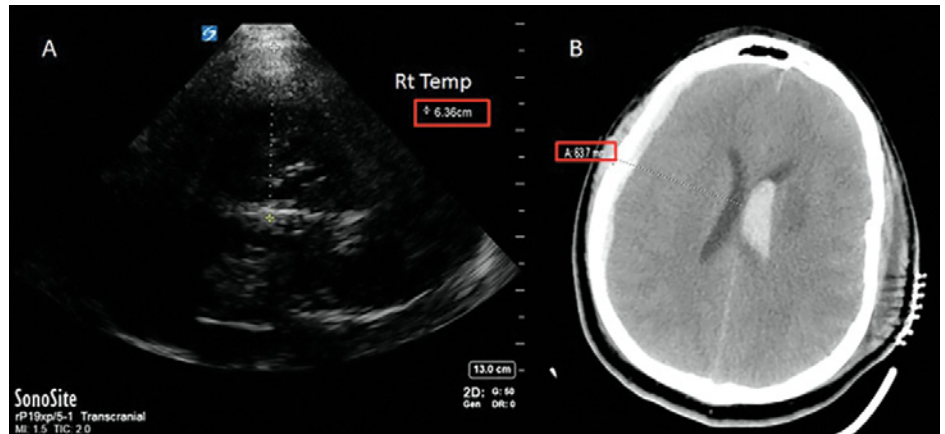 A
Rt Temp
6.36cm
13.0 cm
2D: G: 50
Gen DR: 0
SonoSite
rP19xp/5-1 Transcranial
MI: 1.5 TIC: 2.0
B
A: 63.7